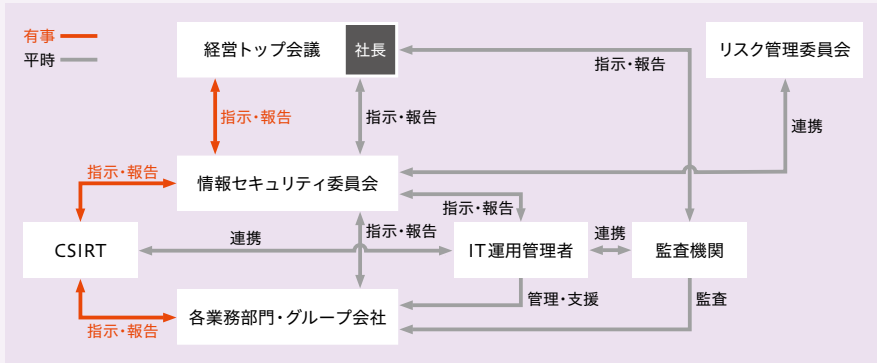 有事
平時
経営トップ会議
社長
リスク管理委員会
指示・報告
指示・報告
指示・報告
連携
指示・報告
情報セキュリティ委員会
指示・報告
指示・報告
連携
連携
CSIRT
IT運用管理者
監査機関
管理・支援
監査
各業務部門・グループ会社
指示・報告